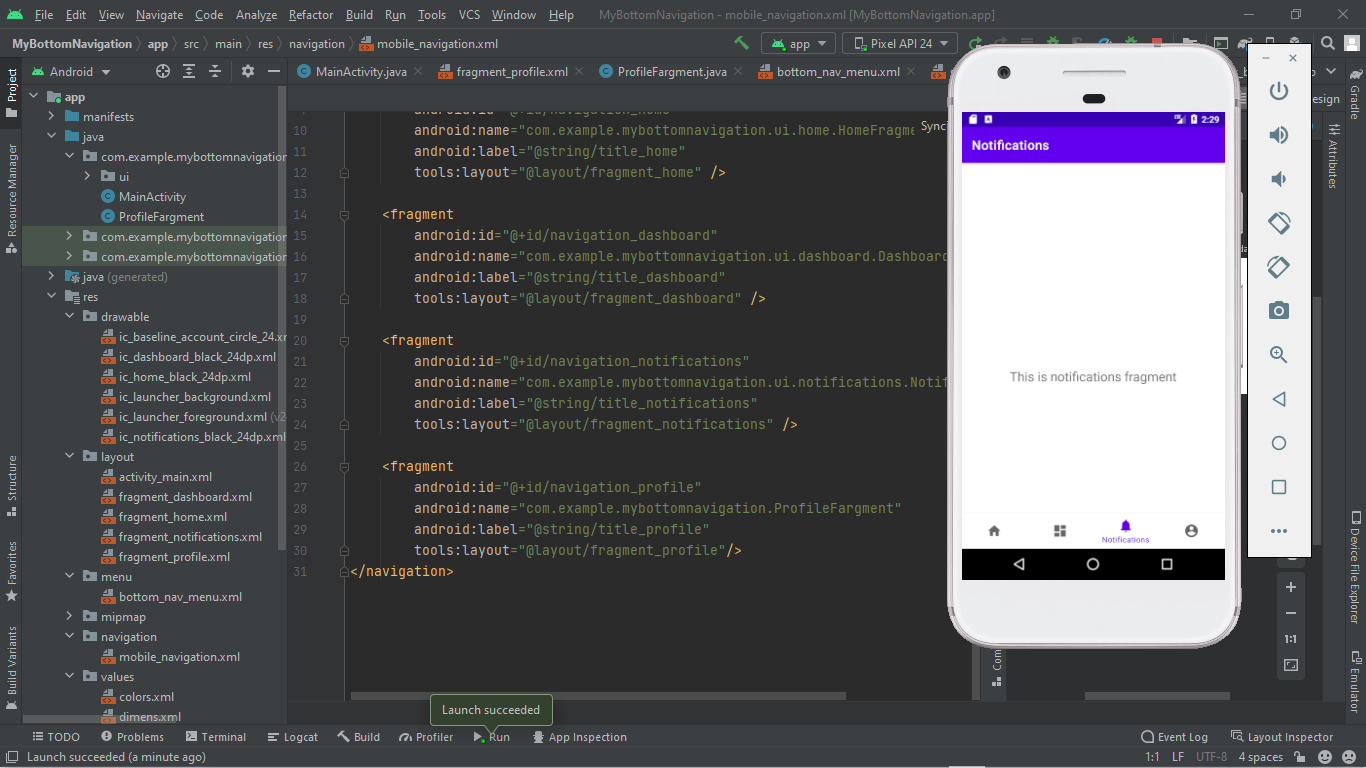 File Edit View Navigate Code Analyze Refactor Build Run Tools VCS Window Help MyBottomNavigation - mobile_navigation.xml [MyBottomNavigation.app]
MyBottomNavigation app src main res navigation mobile_navigation.xml app Pixel API 24
Android MainActivity.java fragment_profile.xml ProfileFargment.java bottom_nav_menu.xml
Project
Resource Manager
Structure
Favorites
Build Variants
app
manifests
java
com.example.mybottomnavigation
ui
MainActivity
ProfileFargment
com.example.mybottomnavigation
com.example.mybottomnavigation
java (generated)
res
drawable
ic_baseline_account_circle_24.xm
ic_dashboard_black_24dp.xml
ic_home_black_24dp.xml
ic_launcher_background.xml
ic_launcher_foreground.xml (v2
ic_notifications_black_24dp.xml
layout
activity_main.xml
fragment_dashboard.xml
fragment_home.xml
fragment_notifications.xml
fragment_profile.xml
menu
bottom_nav_menu.xml
mipmap
navigation
mobile_navigation.xml
values
colors.xml
dimens.xml
10 android:name="com.example.mybottomnavigation.ui.home.HomeFragme
11 android:label="@string/title_home"
12 tools:layout="@layout/fragment_home" />
13
14 <fragment
15 android:id="@+id/navigation_dashboard"
16 android:name="com.example.mybottomnavigation.ui.dashboard.Dashboard
17 android:label="@string/title_dashboard"
18 tools:layout="@layout/fragment_dashboard" />
19
20 <fragment
21 android:id="@+id/navigation_notifications"
22 android:name="com.example.mybottomnavigation.ui.notifications.Notif
23 android:label="@string/title_notifications"
24 tools:layout="@layout/fragment_notifications" />
25
26 <fragment
27 android:id="@+id/navigation_profile"
28 android:name="com.example.mybottomnavigation.ProfileFargment"
29 android:label="@string/title_profile"
30 tools:layout="@layout/fragment_profile"/>
31 </navigation>
Synci
2:29
Notifications
This is notifications fragment
Notifications
esign
Gradle
Attributes
Device File Explorer
Emulator
1:1
Com
Launch succeeded
TODO Problems Terminal Logcat Build Profiler Run App Inspection Event Log Layout Inspector
Launch succeeded (a minute ago) 1:1 LF UTF-8 4 spaces